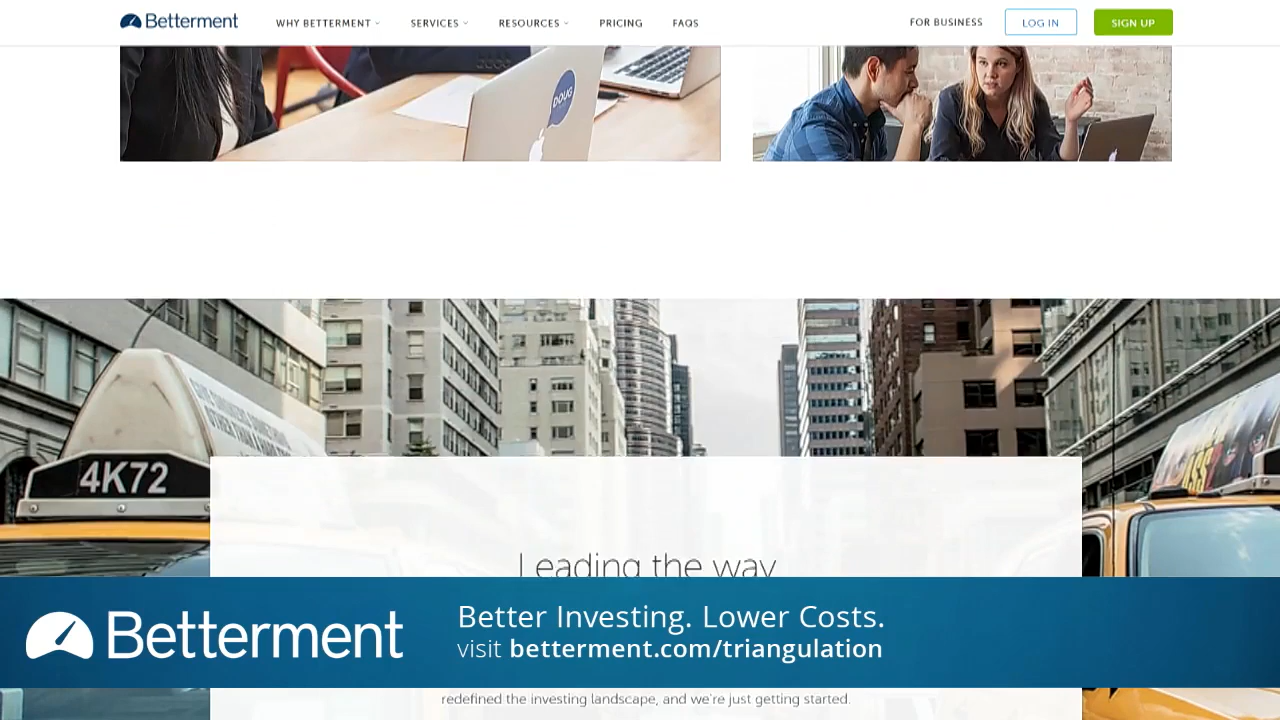 Betterment
WHY BETTERMENT
SERVICES
RESOURCES
PRICING
FAQS
FOR BUSINESS
LOG IN
SIGN UP
DOUG
4K72
Leading the way
Betterment
Better Investing. Lower Costs.
visit betterment.com/triangulation
redefined the investing landscape, and we're just getting started.